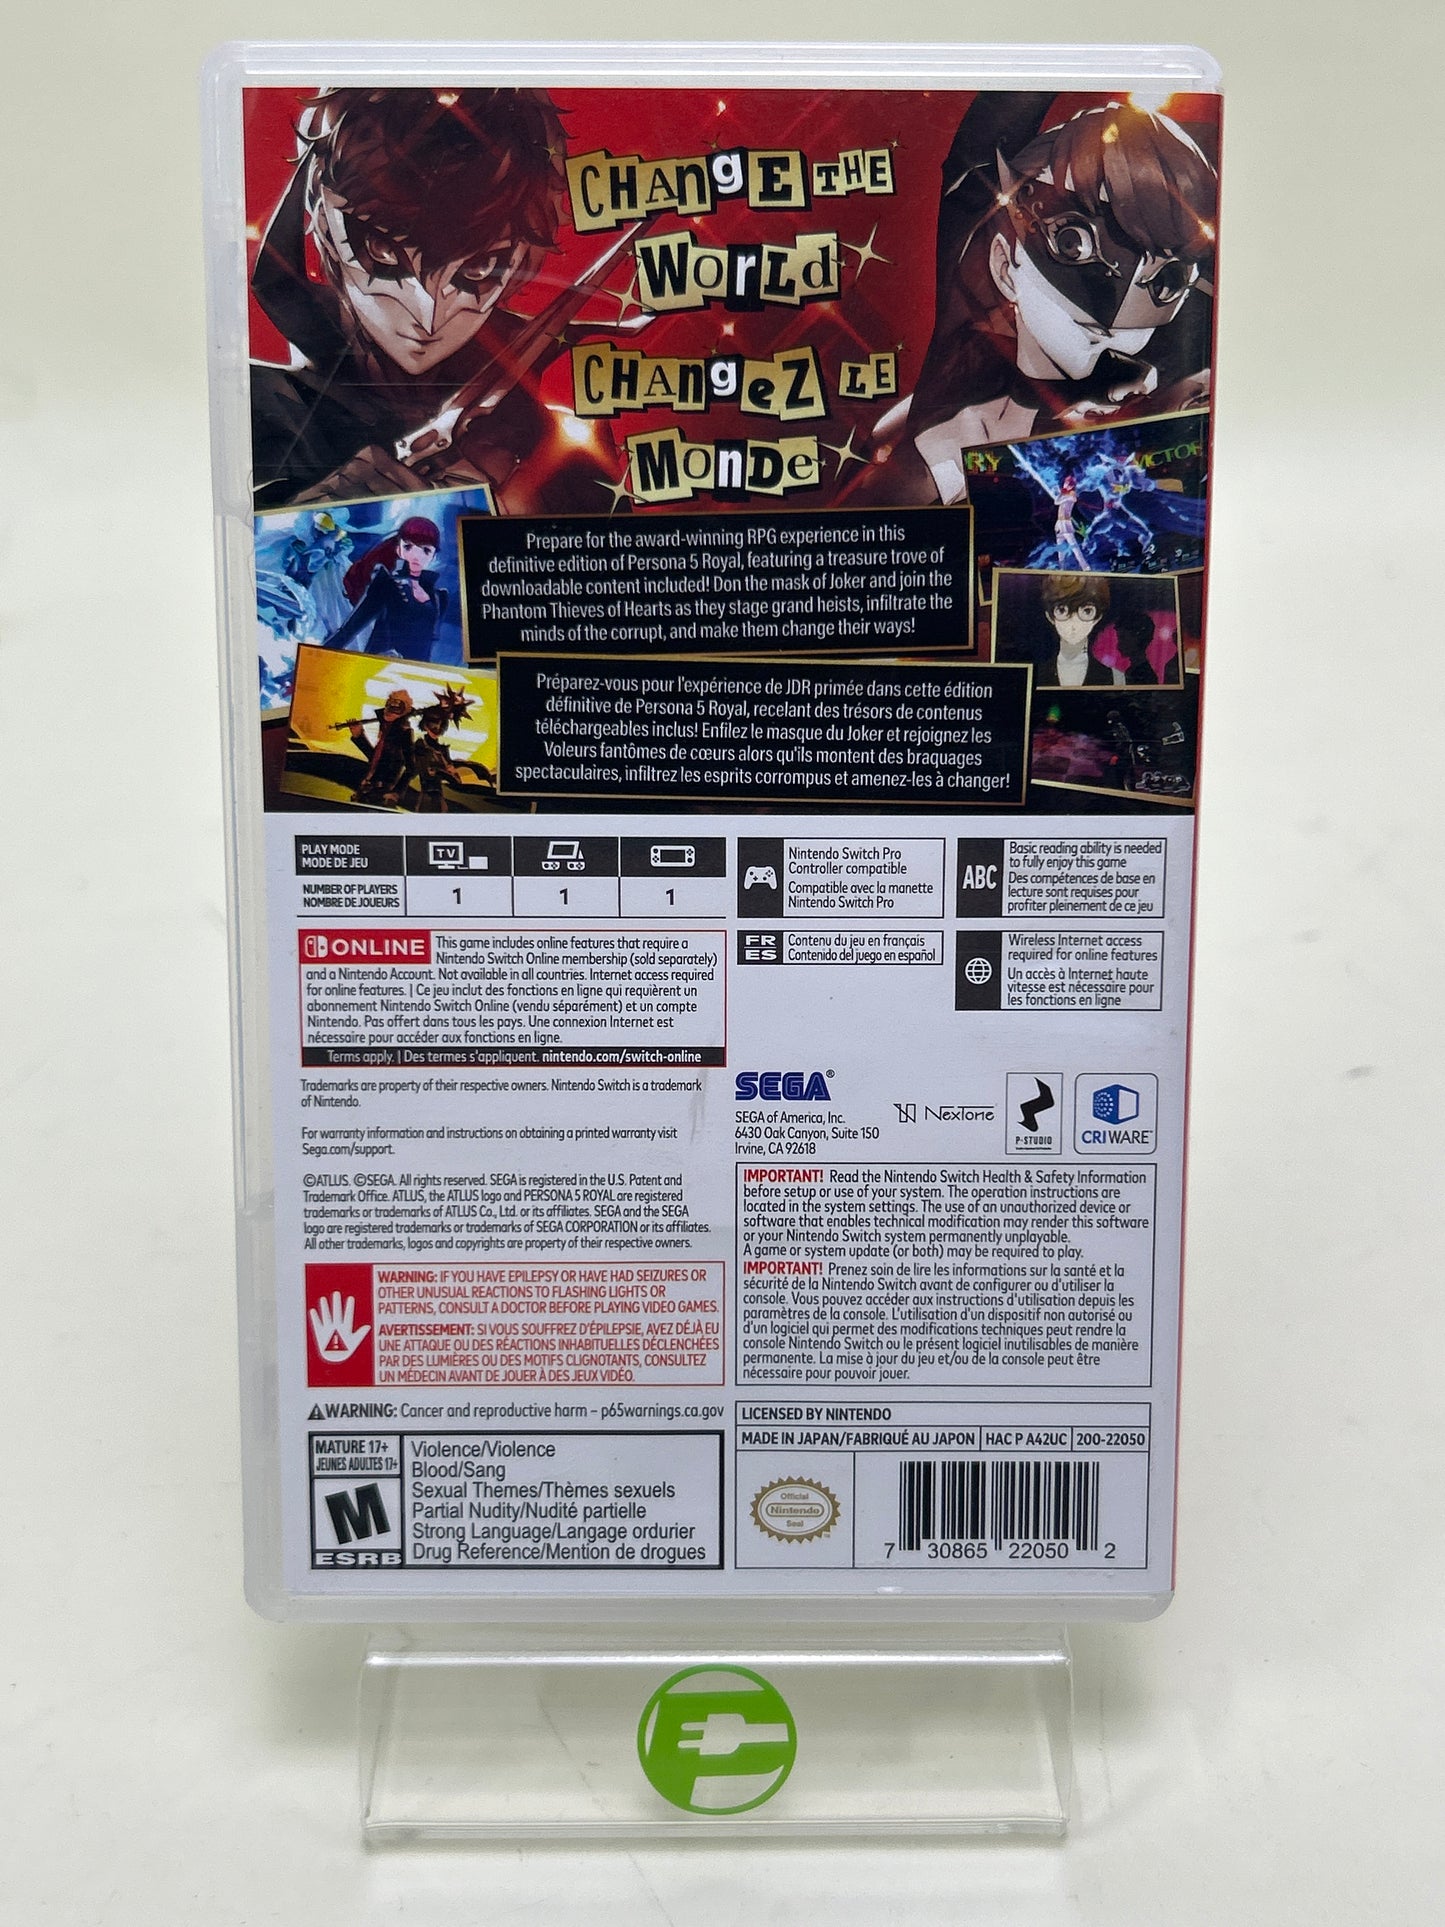 CHANgE THE
WOrLd
CHANgeZ LE
MOnDe
RY
VICTOR
Prepare for the award-winning RPG experience in this
definitive edition of Persona 5 Royal, featuring a treasure trove of
downloadable content included! Don the mask of Joker and join the
Phantom Thieves of Hearts as they stage grand heists, infiltrate the
minds of the corrupt, and make them change their ways!
Préparez-vous pour l'expérience de JDR primée dans cette édition
définitive de Persona 5 Royal, recelant des trésors de contenus
téléchargeables inclus! Enfilez le masque du Joker et rejoignez les
Voleurs fantômes de cœurs alors qu'ils montent des braquages
spectaculaires, infiltrez les esprits corrompus et amenez-les à changer!
PLAY MODE
MODE DE JEU
TV
NUMBER OF PLAYERS
NOMBRE DE JOUEURS
1 1 1
Nintendo Switch Pro
Controller compatible
Compatible avec la manette
Nintendo Switch Pro
ABC
Basic reading ability is needed
to fully enjoy this game
Des compétences de base en
lecture sont requises pour
profiter pleinement de ce jeu
FR
ES
Contenu du jeu en français
Contenido del juego en español
Wireless Internet access
required for online features
Un accès à Internet haute
vitesse est nécessaire pour
les fonctions en ligne
ONLINE This game includes online features that require a
Nintendo Switch Online membership (sold separately)
and a Nintendo Account. Not available in all countries. Internet access required
for online features. | Ce jeu inclut des fonctions en ligne qui requièrent un
abonnement Nintendo Switch Online (vendu séparément) et un compte
Nintendo. Pas offert dans tous les pays. Une connexion Internet est
nécessaire pour accéder aux fonctions en ligne.
Terms apply. | Des termes s'appliquent. nintendo.com/switch-online
Trademarks are property of their respective owners. Nintendo Switch is a trademark
of Nintendo.
For warranty information and instructions on obtaining a printed warranty visit
Sega.com/support.
©ATLUS. ©SEGA. All rights reserved. SEGA is registered in the U.S. Patent and
Trademark Office. ATLUS, the ATLUS logo and PERSONA 5 ROYAL are registered
trademarks or trademarks of ATLUS Co., Ltd. or its affiliates. SEGA and the SEGA
logo are registered trademarks or trademarks of SEGA CORPORATION or its affiliates.
All other trademarks, logos and copyrights are property of their respective owners.
SEGA®
SEGA of America, Inc.
6430 Oak Canyon, Suite 150
Irvine, CA 92618
NexTone
P-STUDIO
CRIWARE™
WARNING: IF YOU HAVE EPILEPSY OR HAVE HAD SEIZURES OR
OTHER UNUSUAL REACTIONS TO FLASHING LIGHTS OR
PATTERNS, CONSULT A DOCTOR BEFORE PLAYING VIDEO GAMES.
AVERTISSEMENT: SI VOUS SOUFFREZ D'ÉPILEPSIE, AVEZ DÉJÀ EU
UNE ATTAQUE OU DES RÉACTIONS INHABITUELLES DÉCLENCHÉES
PAR DES LUMIÈRES OU DES MOTIFS CLIGNOTANTS, CONSULTEZ
UN MÉDECIN AVANT DE JOUER À DES JEUX VIDÉO.
IMPORTANT! Read the Nintendo Switch Health & Safety Information
before setup or use of your system. The operation instructions are
located in the system settings. The use of an unauthorized device or
software that enables technical modification may render this software
or your Nintendo Switch system permanently unplayable.
A game or system update (or both) may be required to play.
IMPORTANT! Prenez soin de lire les informations sur la santé et la
sécurité de la Nintendo Switch avant de configurer ou d'utiliser la
console. Vous pouvez accéder aux instructions d'utilisation depuis les
paramètres de la console. L'utilisation d'un dispositif non autorisé ou
d'un logiciel qui permet des modifications techniques peut rendre la
console Nintendo Switch ou le présent logiciel inutilisables de manière
permanente. La mise à jour du jeu et/ou de la console peut être
nécessaire pour pouvoir jouer.
⚠WARNING: Cancer and reproductive harm – p65warnings.ca.gov
MATURE 17+
JEUNES ADULTES 17+
M
ESRB
Violence/Violence
Blood/Sang
Sexual Themes/Thèmes sexuels
Partial Nudity/Nudité partielle
Strong Language/Langage ordurier
Drug Reference/Mention de drogues
LICENSED BY NINTENDO
MADE IN JAPAN/FABRIQUÉ AU JAPON HAC P A42UC 200-22050
Official
Nintendo
Seal
7 30865 22050 2